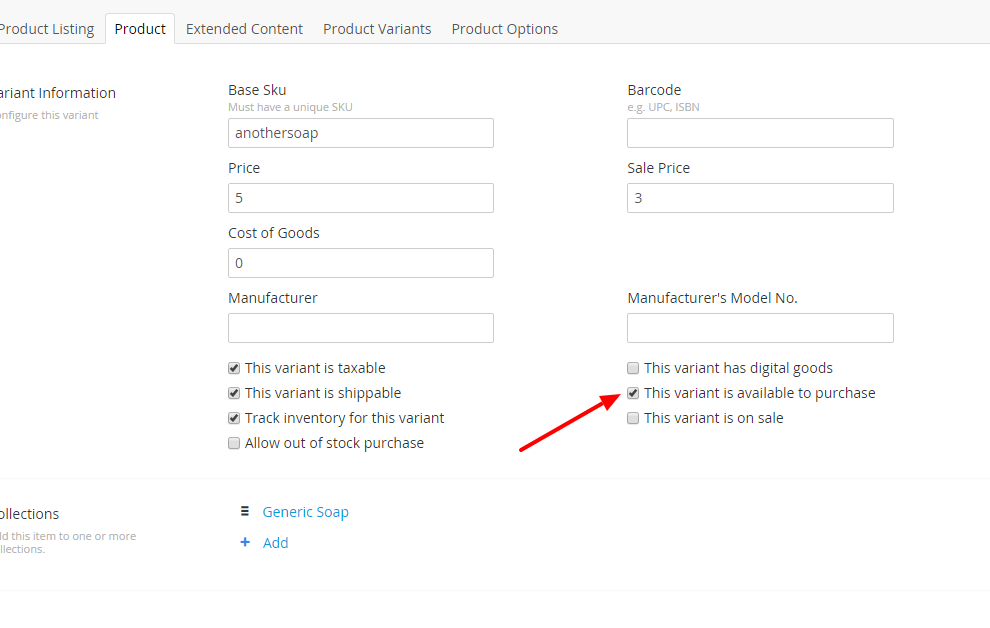 Product Listing Product Extended Content Product Variants Product Options
ariant Information
onfigure this variant
Base Sku
Must have a unique SKU
anothersoap
Barcode
e.g. UPC, ISBN
Price
5
Sale Price
3
Cost of Goods
0
Manufacturer
Manufacturer's Model No.
This variant is taxable
This variant is shippable
Track inventory for this variant
Allow out of stock purchase
This variant has digital goods
This variant is available to purchase
This variant is on sale
ollections
ld this item to one or more
llections.
Generic Soap
Add